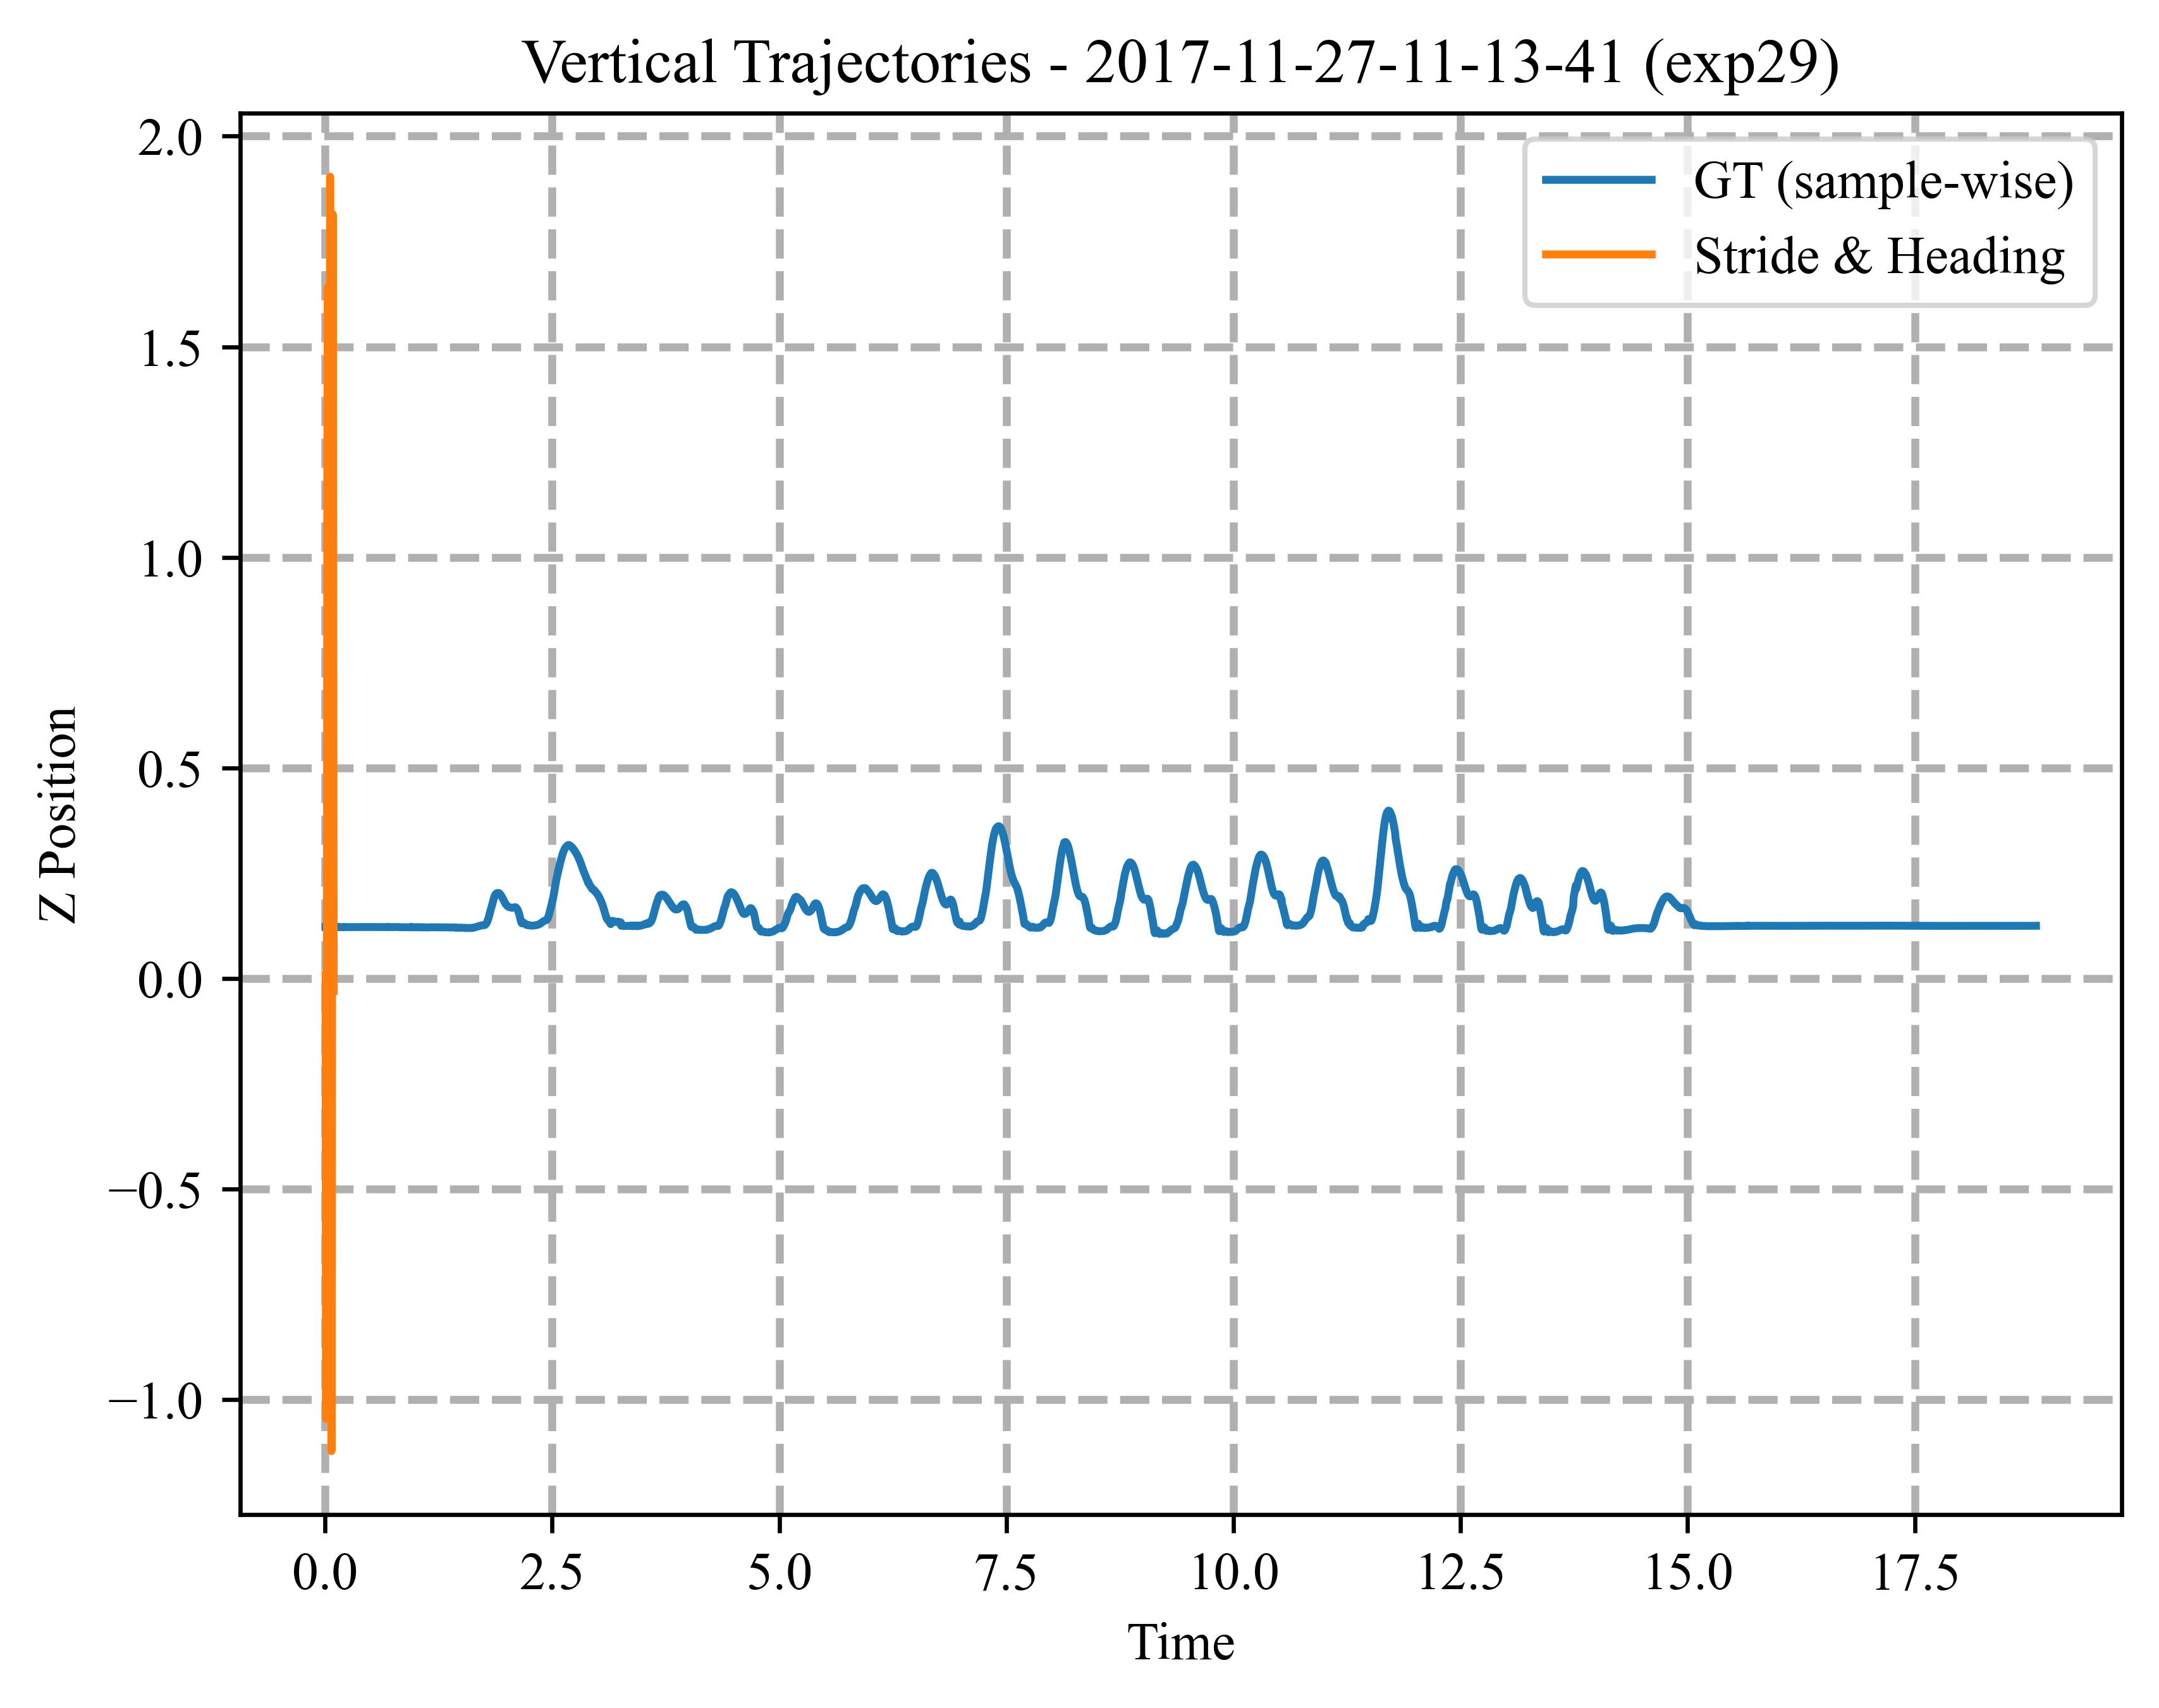 Vertical Trajectories - 2017-11-27-11-13-41 (exp29)
GT (sample-wise)
Stride & Heading
Z Position
2.0
1.5
1.0
0.5
0.0
−0.5
−1.0
0.0 2.5 5.0 7.5 10.0 12.5 15.0 17.5
Time